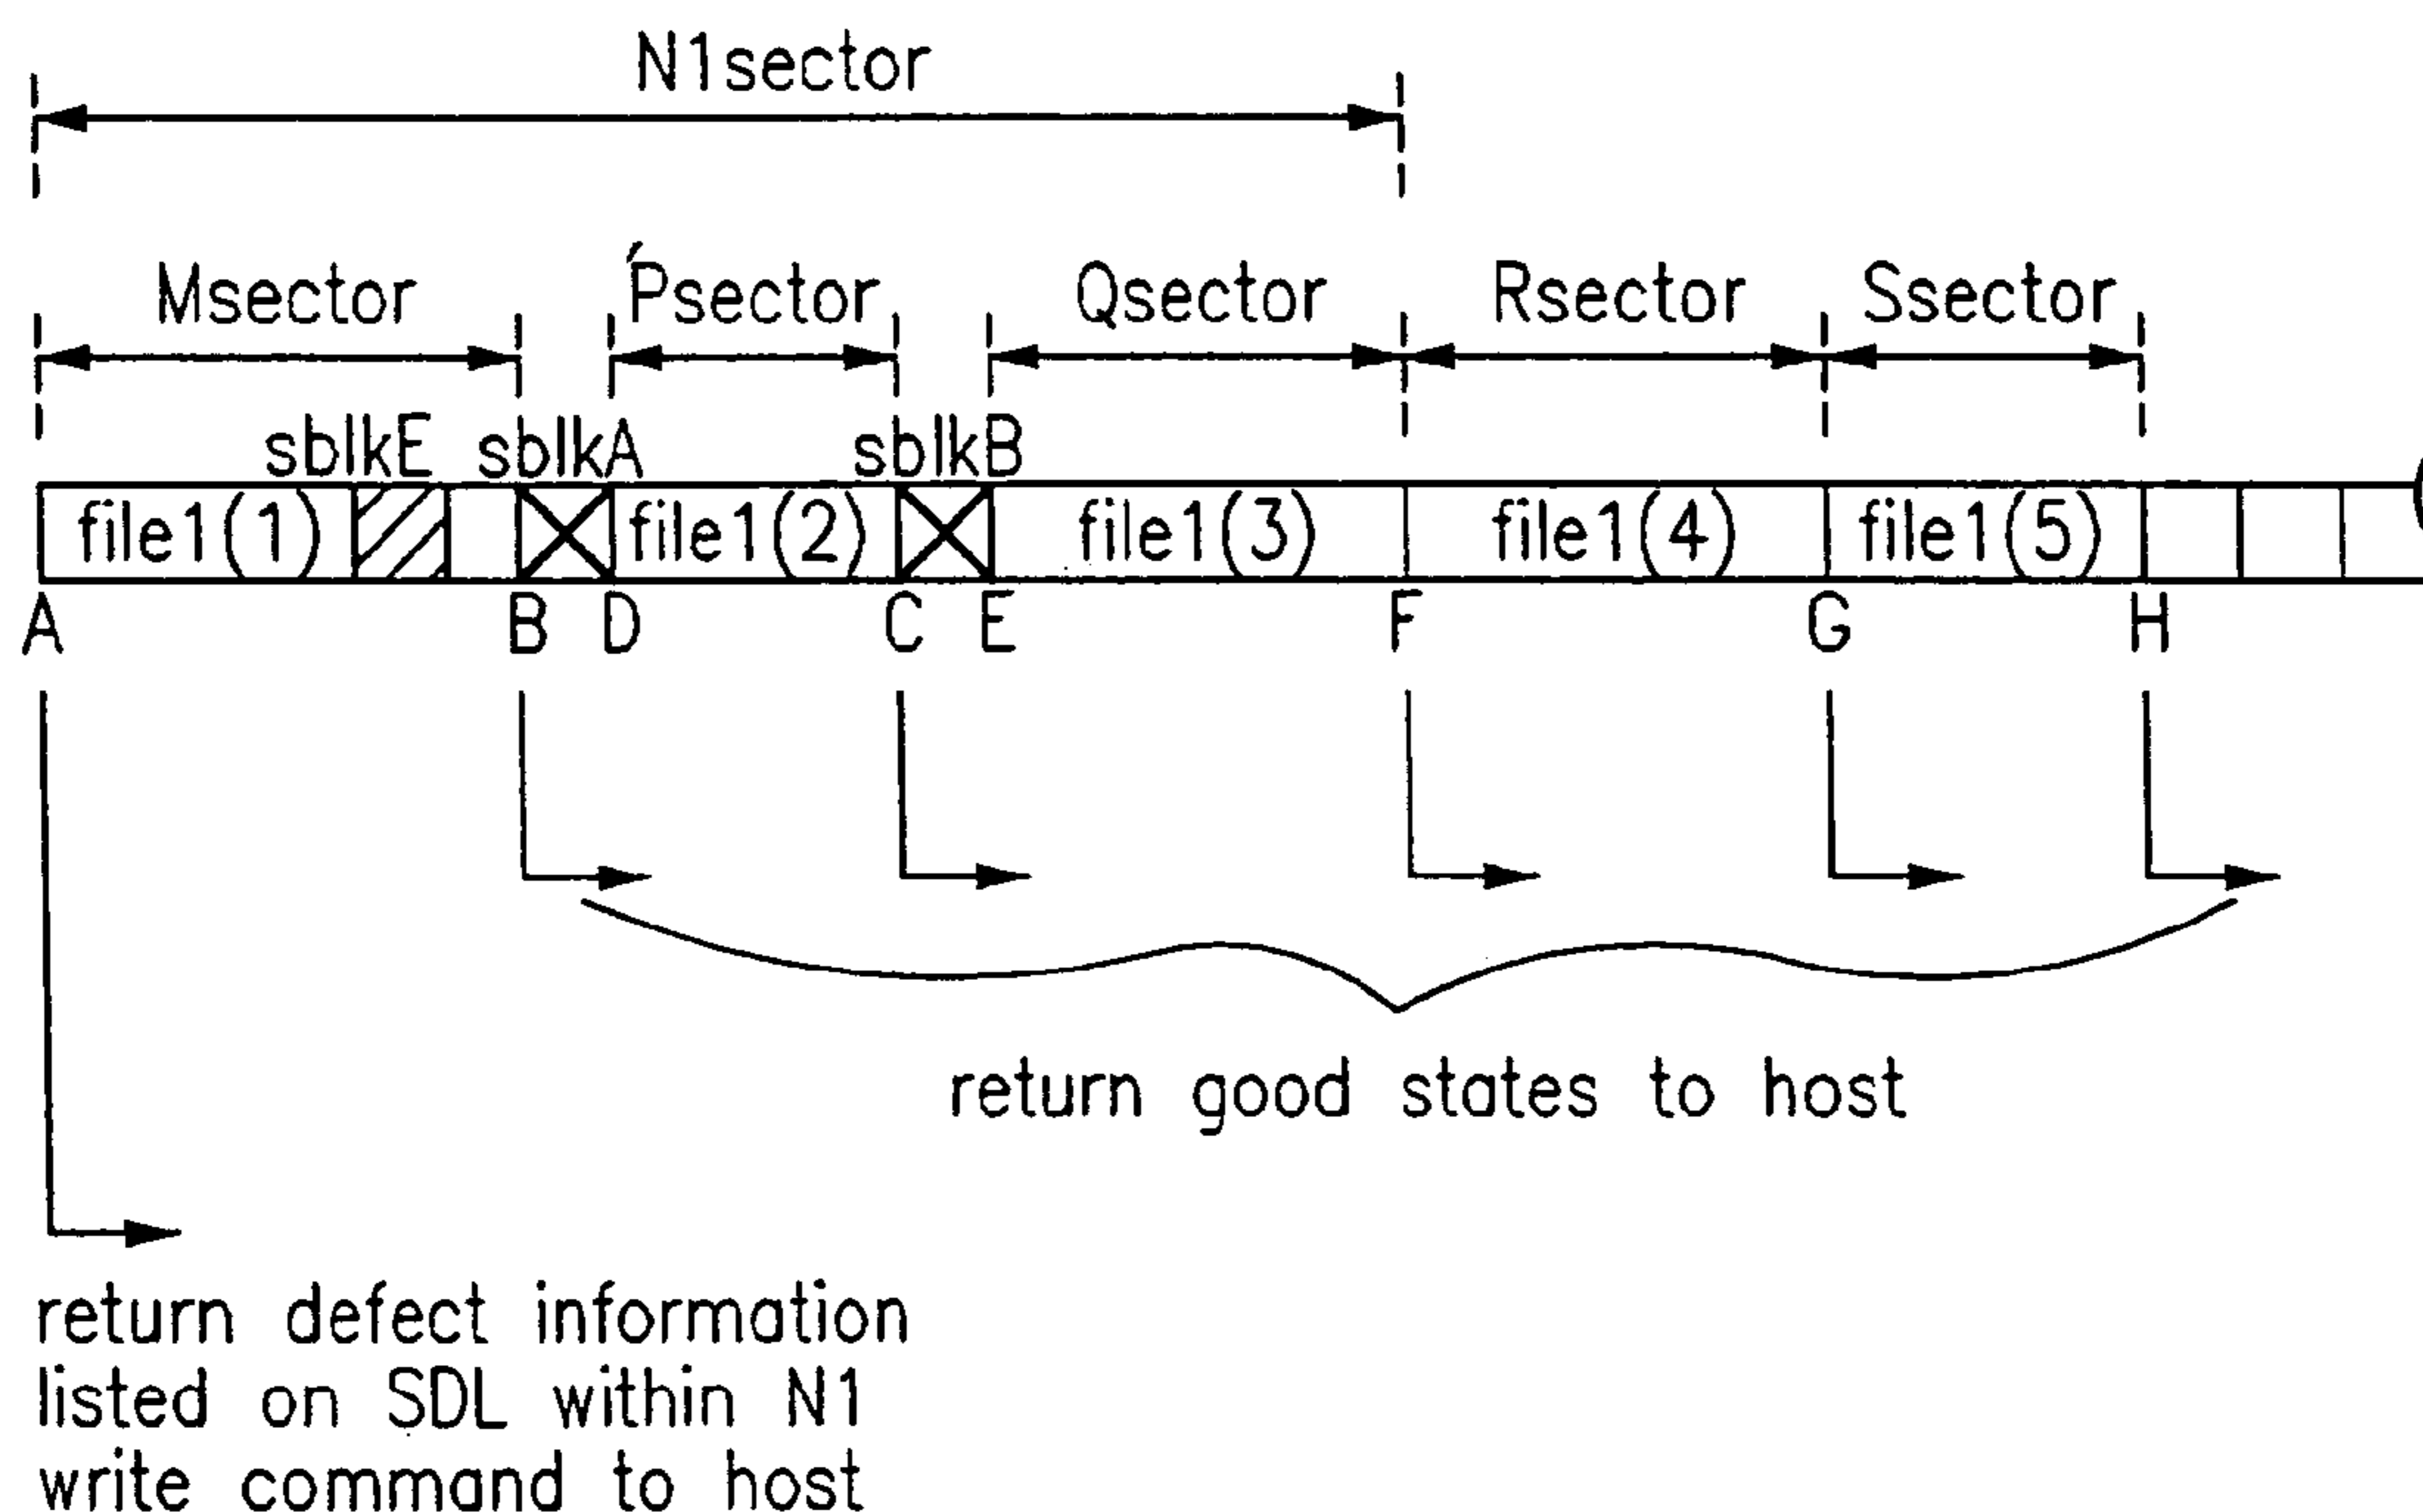 N1sector
Msector Psector Qsector Rsector Ssector
sblkE sblkA sblkB
file1(1) file1(2) file1(3) file1(4) file1(5)
A B D C E F G H
return good states to host
return defect information
listed on SDL within N1
write command to host